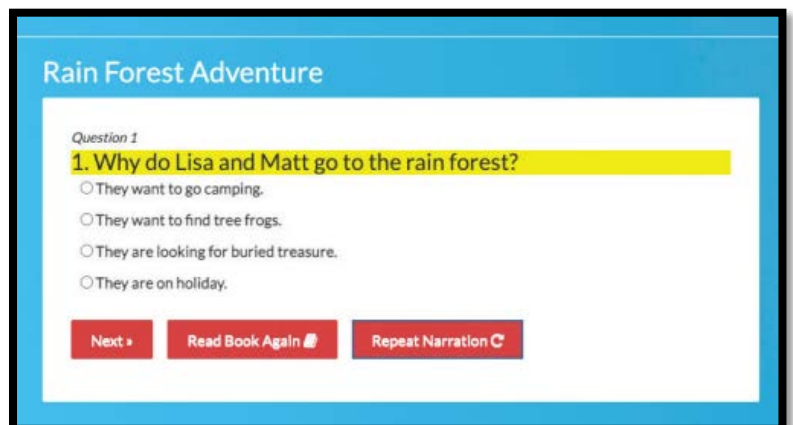 Rain Forest Adventure
Question 1
1. Why do Lisa and Matt go to the rain forest?
They want to go camping.
They want to find tree frogs.
They are looking for buried treasure.
They are on holiday.
Next »
Read Book Again
Repeat Narration